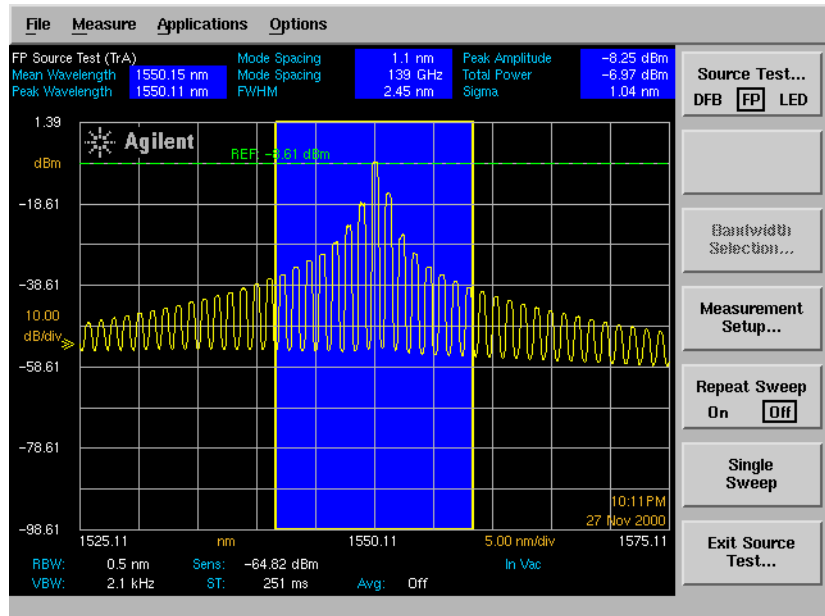 File Measure Applications Options
FP Source Test (TrA)
Mean Wavelength 1550.15 nm
Peak Wavelength 1550.11 nm
Mode Spacing 1.1 nm
Mode Spacing 139 GHz
FWHM 2.45 nm
Peak Amplitude -8.25 dBm
Total Power -6.97 dBm
Sigma 1.04 nm
Agilent
REF: -8.61 dBm
1.39
dBm
-18.61
-38.61
10.00
dB/div
-58.61
-78.61
-98.61
10:11PM
27 Nov 2000
1525.11 nm 1550.11 5.00 nm/div 1575.11
RBW: 0.5 nm Sens: -64.82 dBm In Vac
VBW: 2.1 kHz ST: 251 ms Avg: Off
Source Test...
DFB FP LED
Bandwidth
Selection...
Measurement
Setup...
Repeat Sweep
On Off
Single
Sweep
Exit Source
Test...